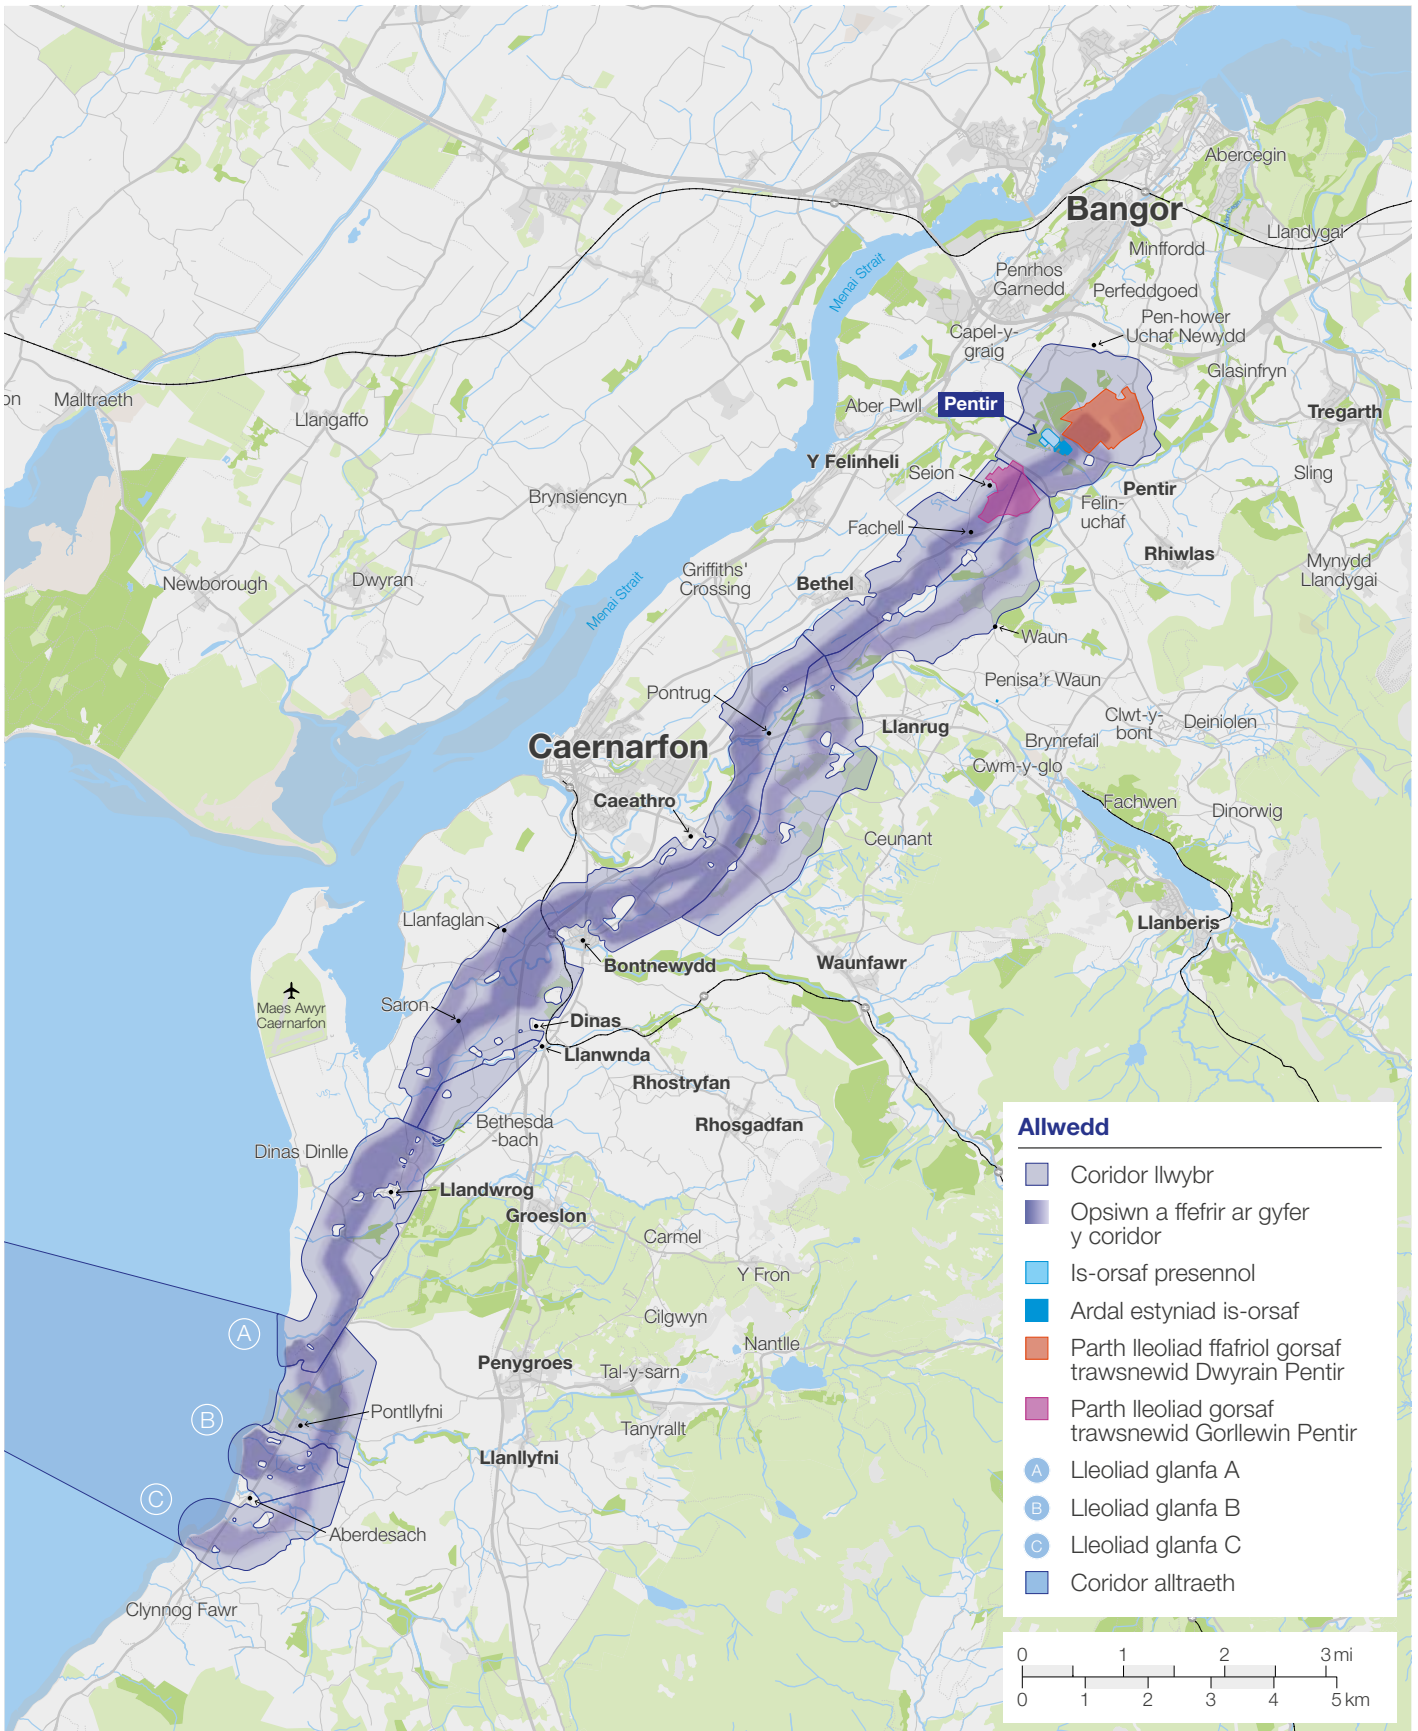 Abercegin
Bangor
Llandygai
Minffordd
Penrhos
Garnedd
Perfeddgoed
Menai Strait
Pen-hower
Uchaf Newydd
Capel-y-
graig
Glasinfryn
on
Malltraeth
Llangaffo
Aber Pwll
Pentir
Tregarth
Y Felinheli
Seion
Sling
Brynsiencyn
Pentir
Felin-
uchaf
Fachell
Rhiwlas
Newborough
Dwyran
Griffiths'
Crossing
Bethel
Mynydd
Llandygai
Menai Strait
Waun
Penisa'r Waun
Pontrug
Llanrug
Clwt-y-
bont
Deiniolen
Brynrefail
Caernarfon
Cwm-y-glo
Caeathro
Fachwen
Dinorwig
Ceunant
Llanfaglan
Llanberis
Bontnewydd
Waunfawr
Maes Awyr
Caernarfon
Saron
Dinas
Llanwnda
Rhostryfan
Bethesda
-bach
Rhosgadfan
Dinas Dinlle
Llandwrog
Groeslon
Carmel
Y Fron
Cilgwyn
A
Nantlle
Penygroes
Tal-y-sarn
B
Pontllyfni
Tanyrallt
Llanllyfni
C
Aberdesach
Clynnog Fawr
Allwedd
Coridor llwybr
Opsiwn a ffefrir ar gyfer
y coridor
Is-orsaf presennol
Ardal estyniad is-orsaf
Parth lleoliad ffafriol gorsaf
trawsnewid Dwyrain Pentir
Parth lleoliad gorsaf
trawsnewid Gorllewin Pentir
A Lleoliad glanfa A
B Lleoliad glanfa B
C Lleoliad glanfa C
Coridor alltraeth
0 1 2 3 mi
0 1 2 3 4 5 km